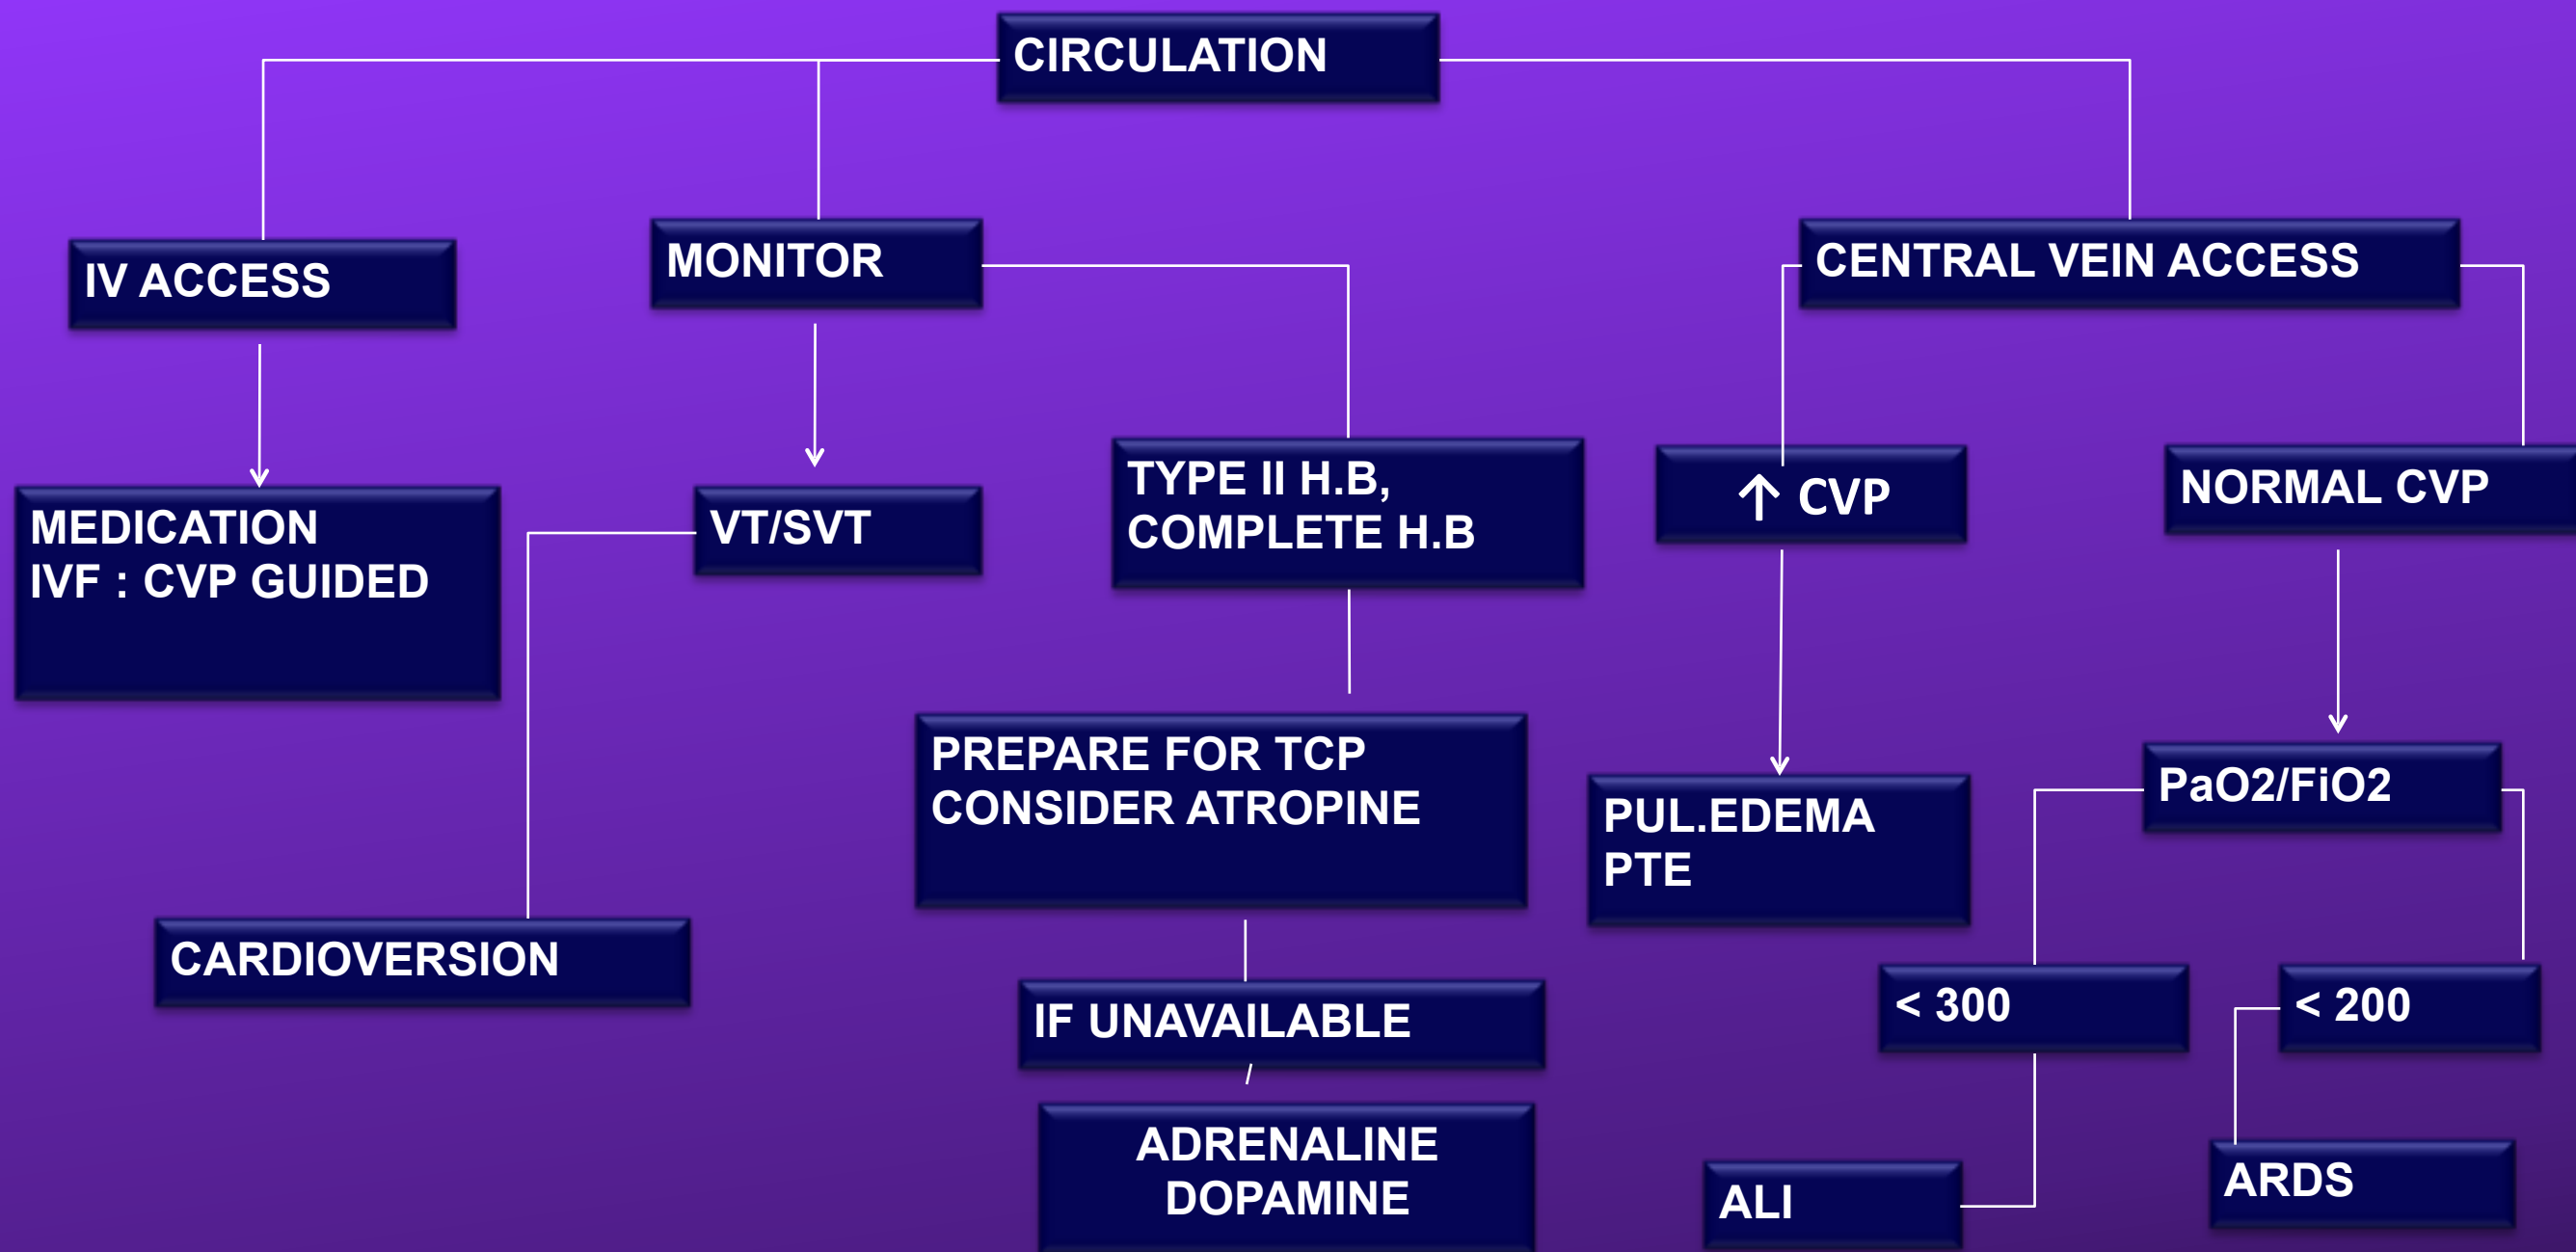 CIRCULATION
IV ACCESS
MONITOR
CENTRAL VEIN ACCESS
MEDICATION
IVF : CVP GUIDED
VT/SVT
TYPE II H.B,
COMPLETE H.B
↑ CVP
NORMAL CVP
PREPARE FOR TCP
CONSIDER ATROPINE
PUL.EDEMA
PTE
PaO2/FiO2
CARDIOVERSION
IF UNAVAILABLE
< 300
< 200
ADRENALINE
DOPAMINE
ALI
ARDS